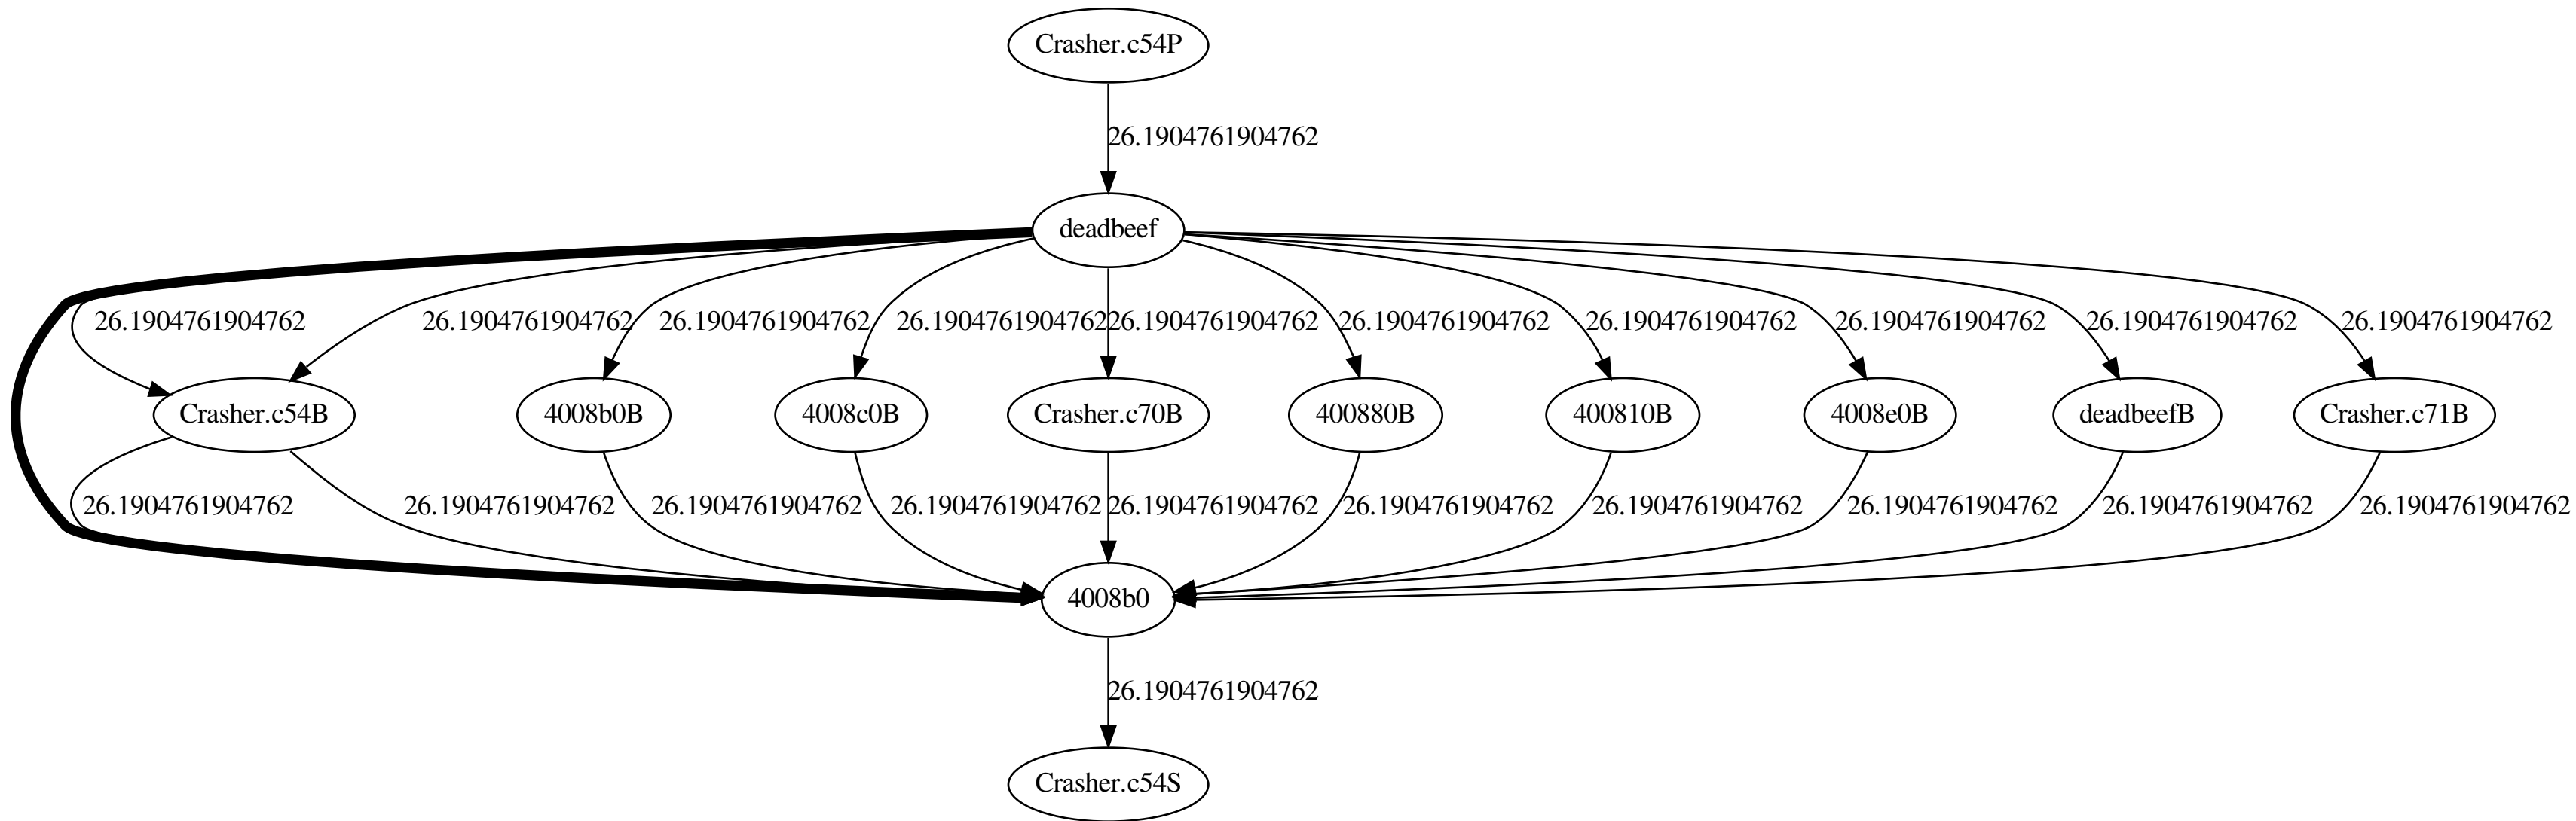 Crasher.c54P
26.1904761904762
deadbeef
26.1904761904762 26.1904761904762 26.1904761904762 26.1904761904762 26.1904761904762 26.1904761904762 26.1904761904762 26.1904761904762 26.1904761904762 26.1904761904762
Crasher.c54B 4008b0B 4008c0B Crasher.c70B 400880B 400810B 4008e0B deadbeefB Crasher.c71B
26.1904761904762 26.1904761904762 26.1904761904762 26.1904761904762 26.1904761904762 26.1904761904762 26.1904761904762 26.1904761904762 26.1904761904762 26.1904761904762
4008b0
26.1904761904762
Crasher.c54S